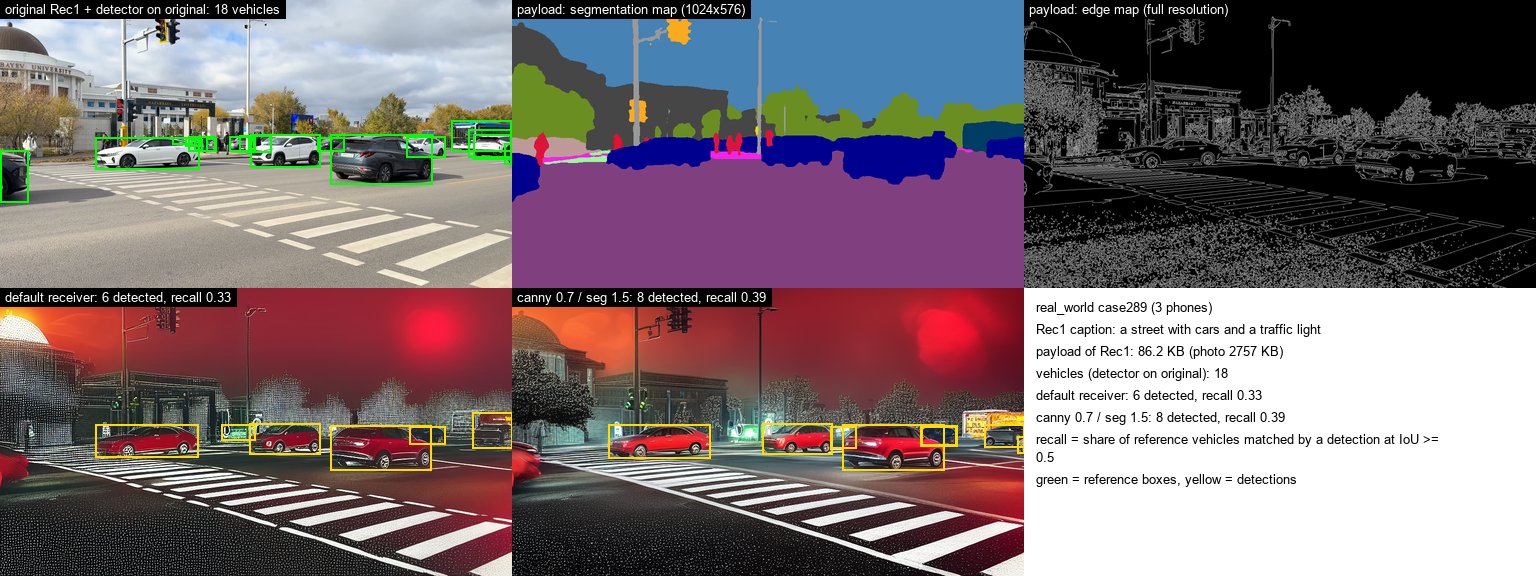 original Rec1 + detector on original: 18 vehicles
payload: segmentation map (1024x576)
payload: edge map (full resolution)
BAYEV UNIVERSITY
default receiver: 6 detected, recall 0.33
canny 0.7 / seg 1.5: 8 detected, recall 0.39
real_world case289 (3 phones)
Rec1 caption: a street with cars and a traffic light
payload of Rec1: 86.2 KB (photo 2757 KB)
vehicles (detector on original): 18
default receiver: 6 detected, recall 0.33
canny 0.7 / seg 1.5: 8 detected, recall 0.39
recall = share of reference vehicles matched by a detection at IoU >=
0.5
green = reference boxes, yellow = detections